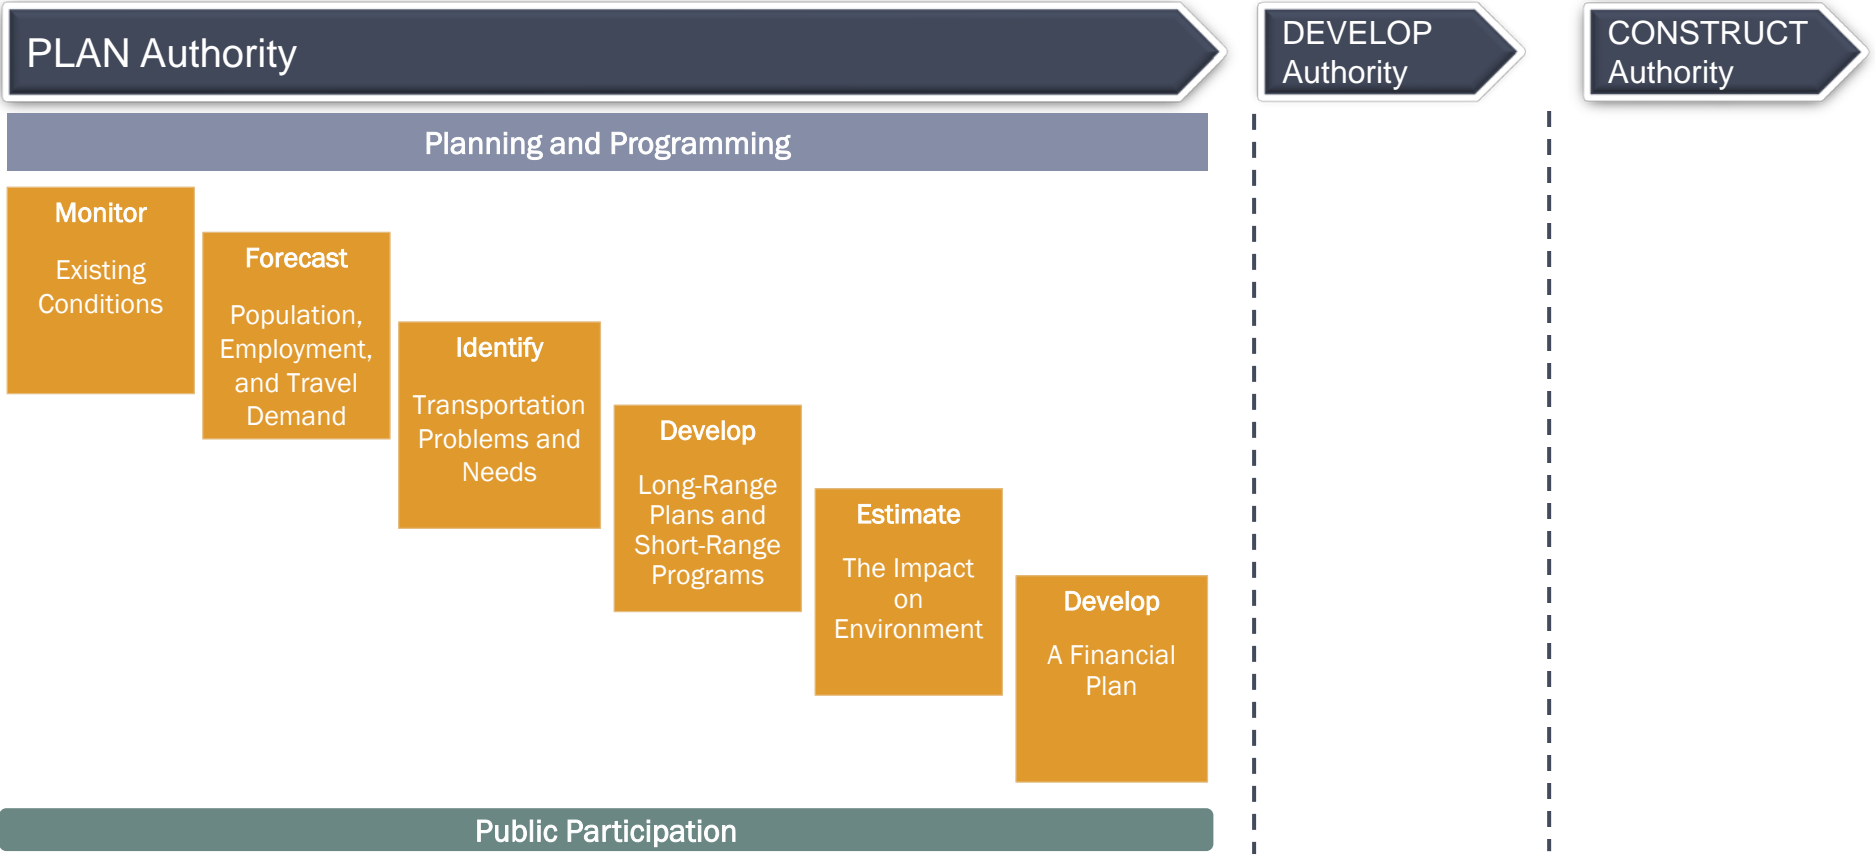 PLAN Authority
DEVELOP
Authority
CONSTRUCT
Authority
Planning and Programming
Monitor
Existing
Conditions
Forecast
Population,
Employment,
and Travel
Demand
Identify
Transportation
Problems and
Needs
Develop
Long-Range
Plans and
Short-Range
Programs
Estimate
The Impact
on
Environment
Develop
A Financial
Plan
Public Participation